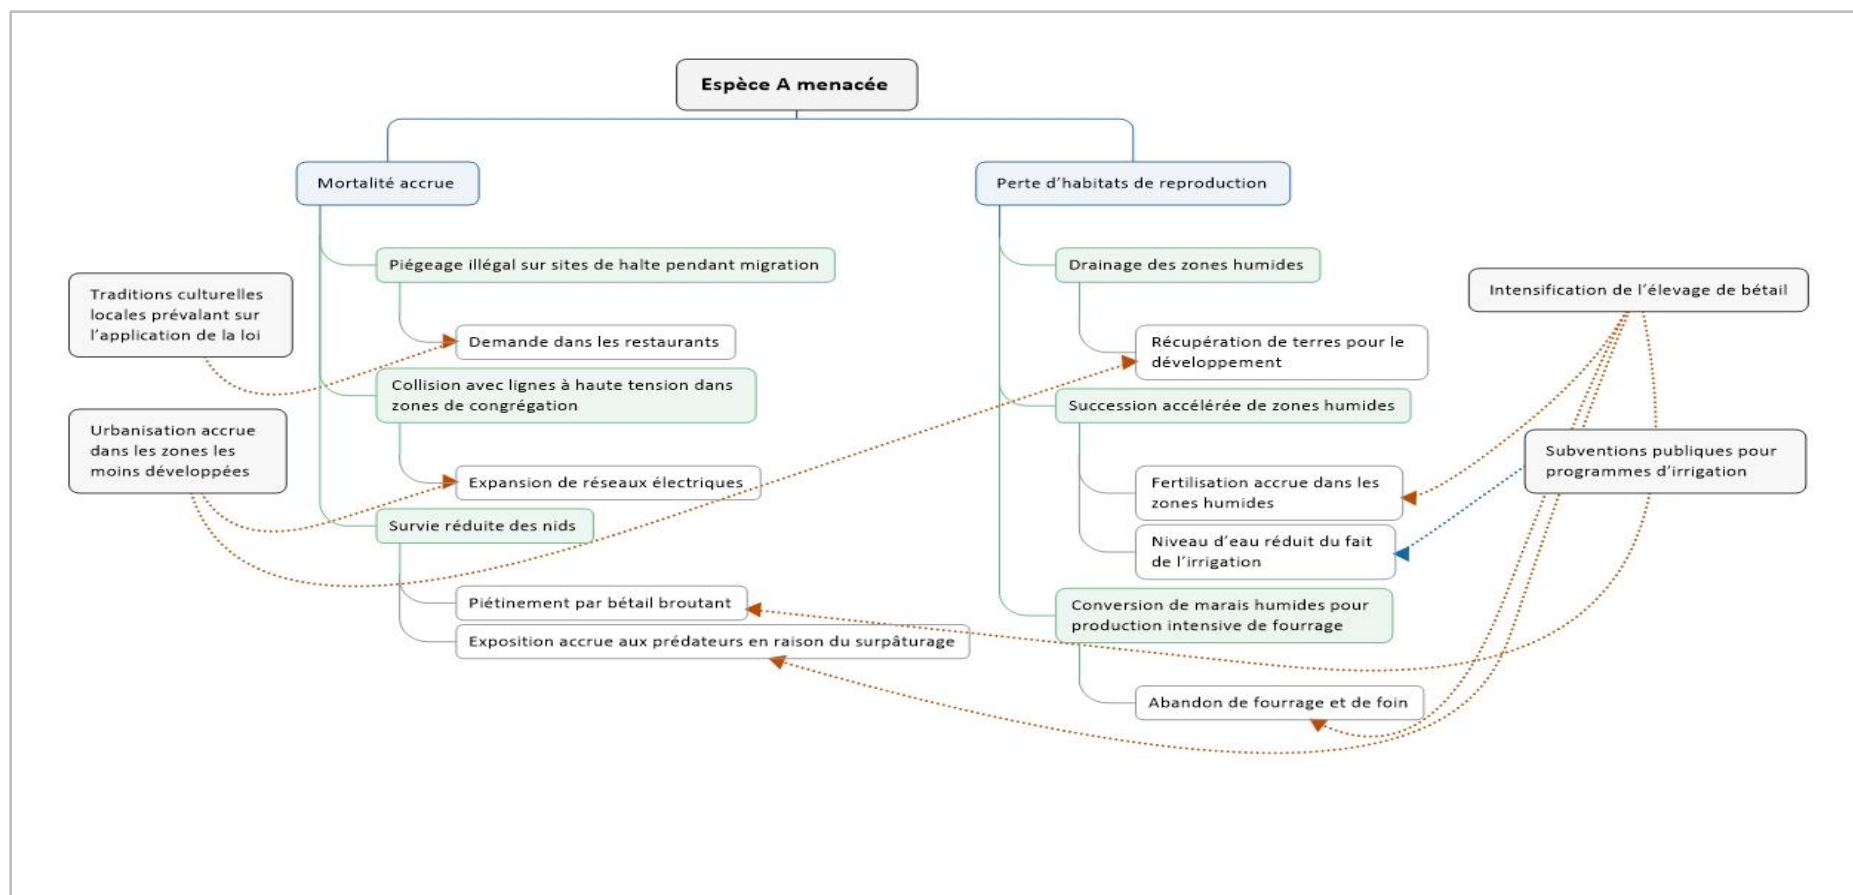 Espèce A menacée
Mortalité accrue
Perte d’habitats de reproduction
Piégeage illégal sur sites de halte pendant migration
Drainage des zones humides
Traditions culturelles
locales prévalant sur
l’application de la loi
Intensification de l’élevage de bétail
Demande dans les restaurants
Récupération de terres pour le
développement
Collision avec lignes à haute tension dans
zones de congrégation
Succession accélérée de zones humides
Urbanisation accrue
dans les zones les
moins développées
Subventions publiques pour
programmes d’irrigation
Expansion de réseaux électriques
Fertilisation accrue dans les
zones humides
Survie réduite des nids
Niveau d’eau réduit du fait
de l’irrigation
Piétinement par bétail broutant
Conversion de marais humides pour
production intensive de fourrage
Exposition accrue aux prédateurs en raison du surpâturage
Abandon de fourrage et de foin